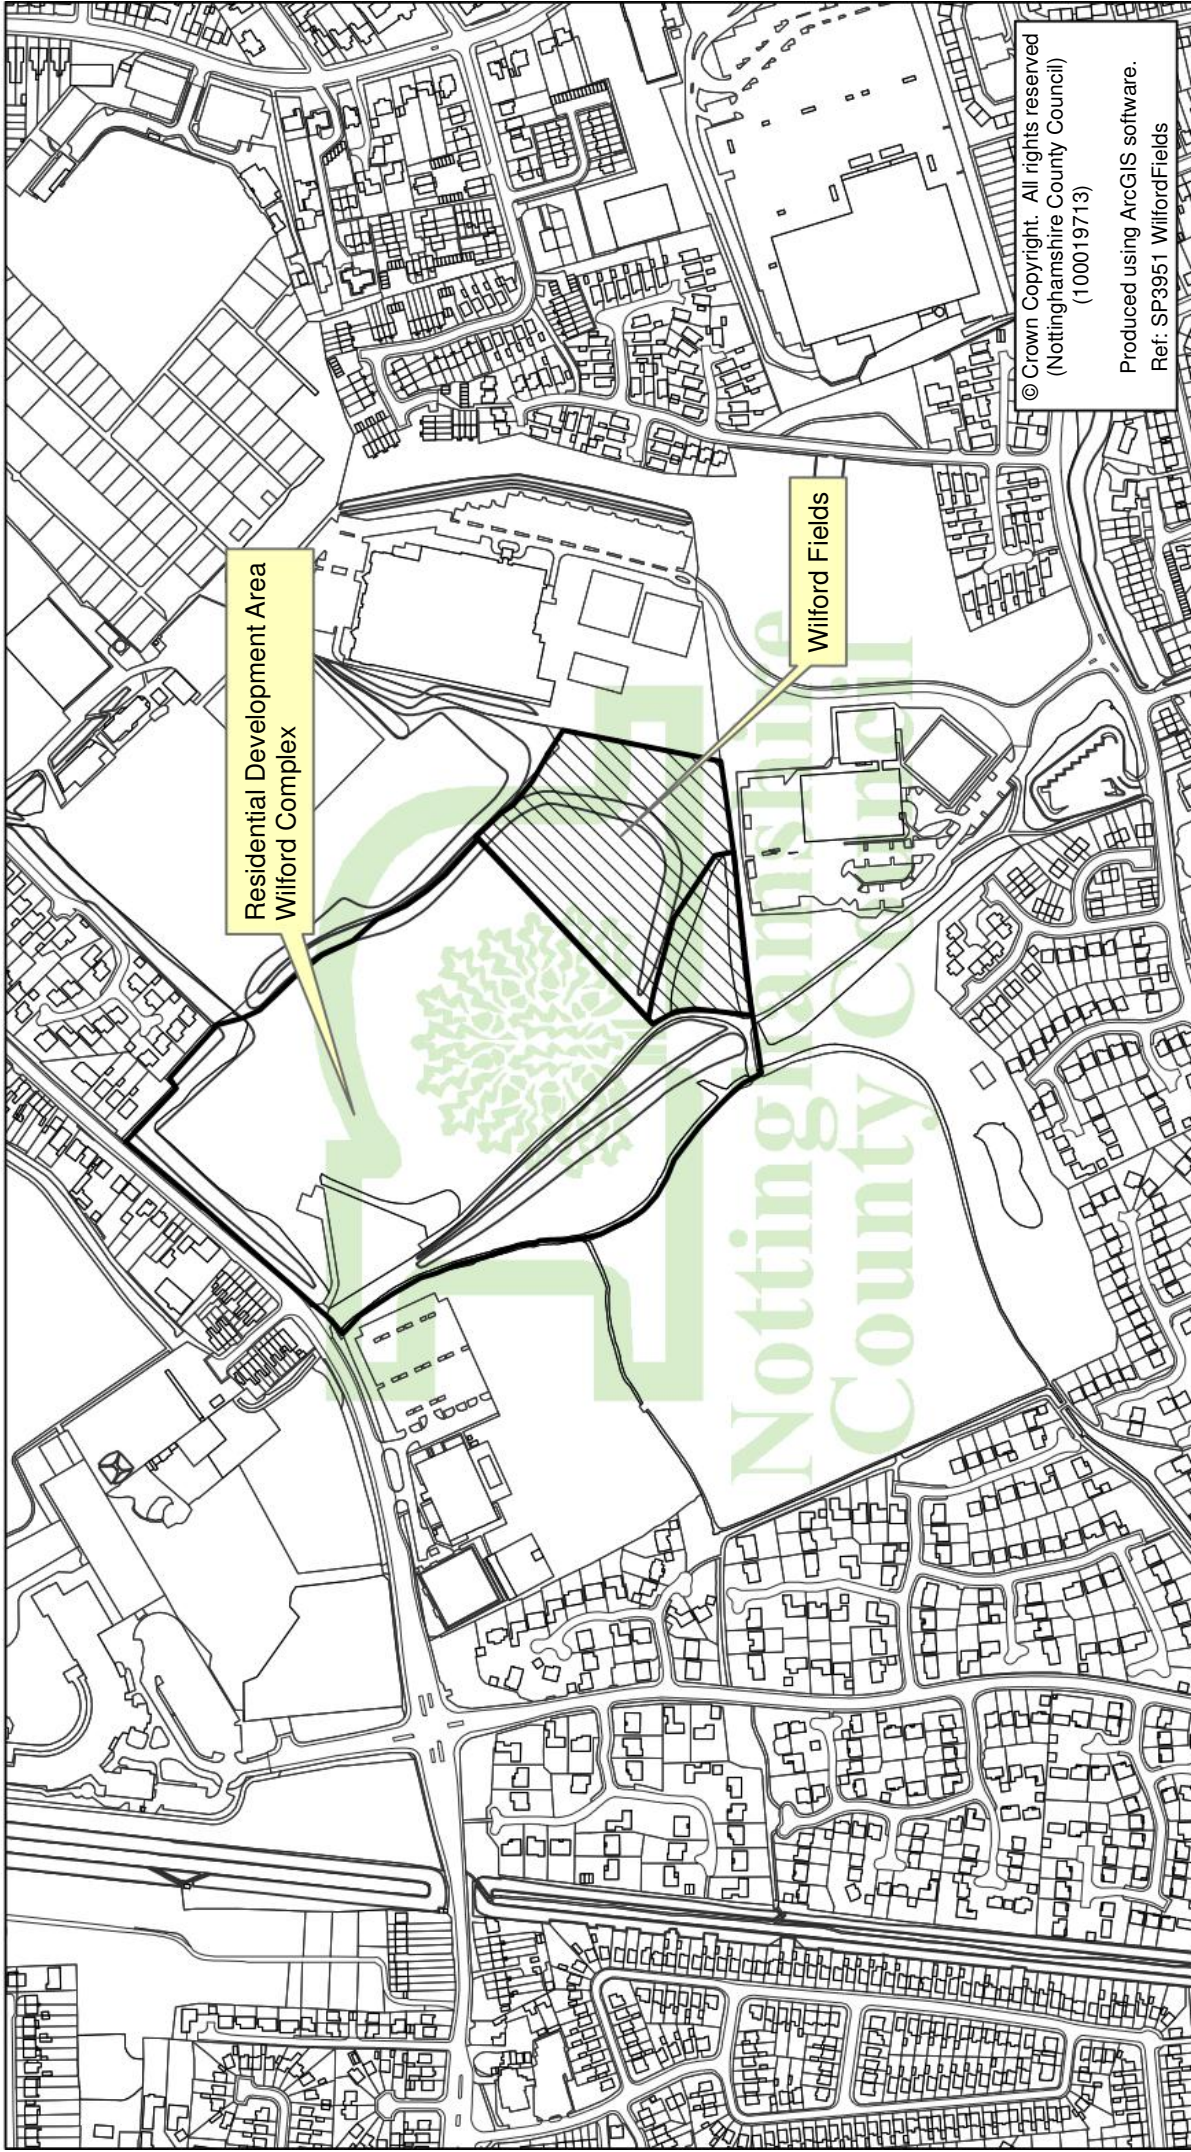 Residential Development Area
Wilford Complex
Wilford Fields
Nottinghamshire
County Council
© Crown Copyright. All rights reserved
(Nottinghamshire County Council)
(100019713)
Produced using ArcGIS software.
Ref: SP3951 WilfordFields